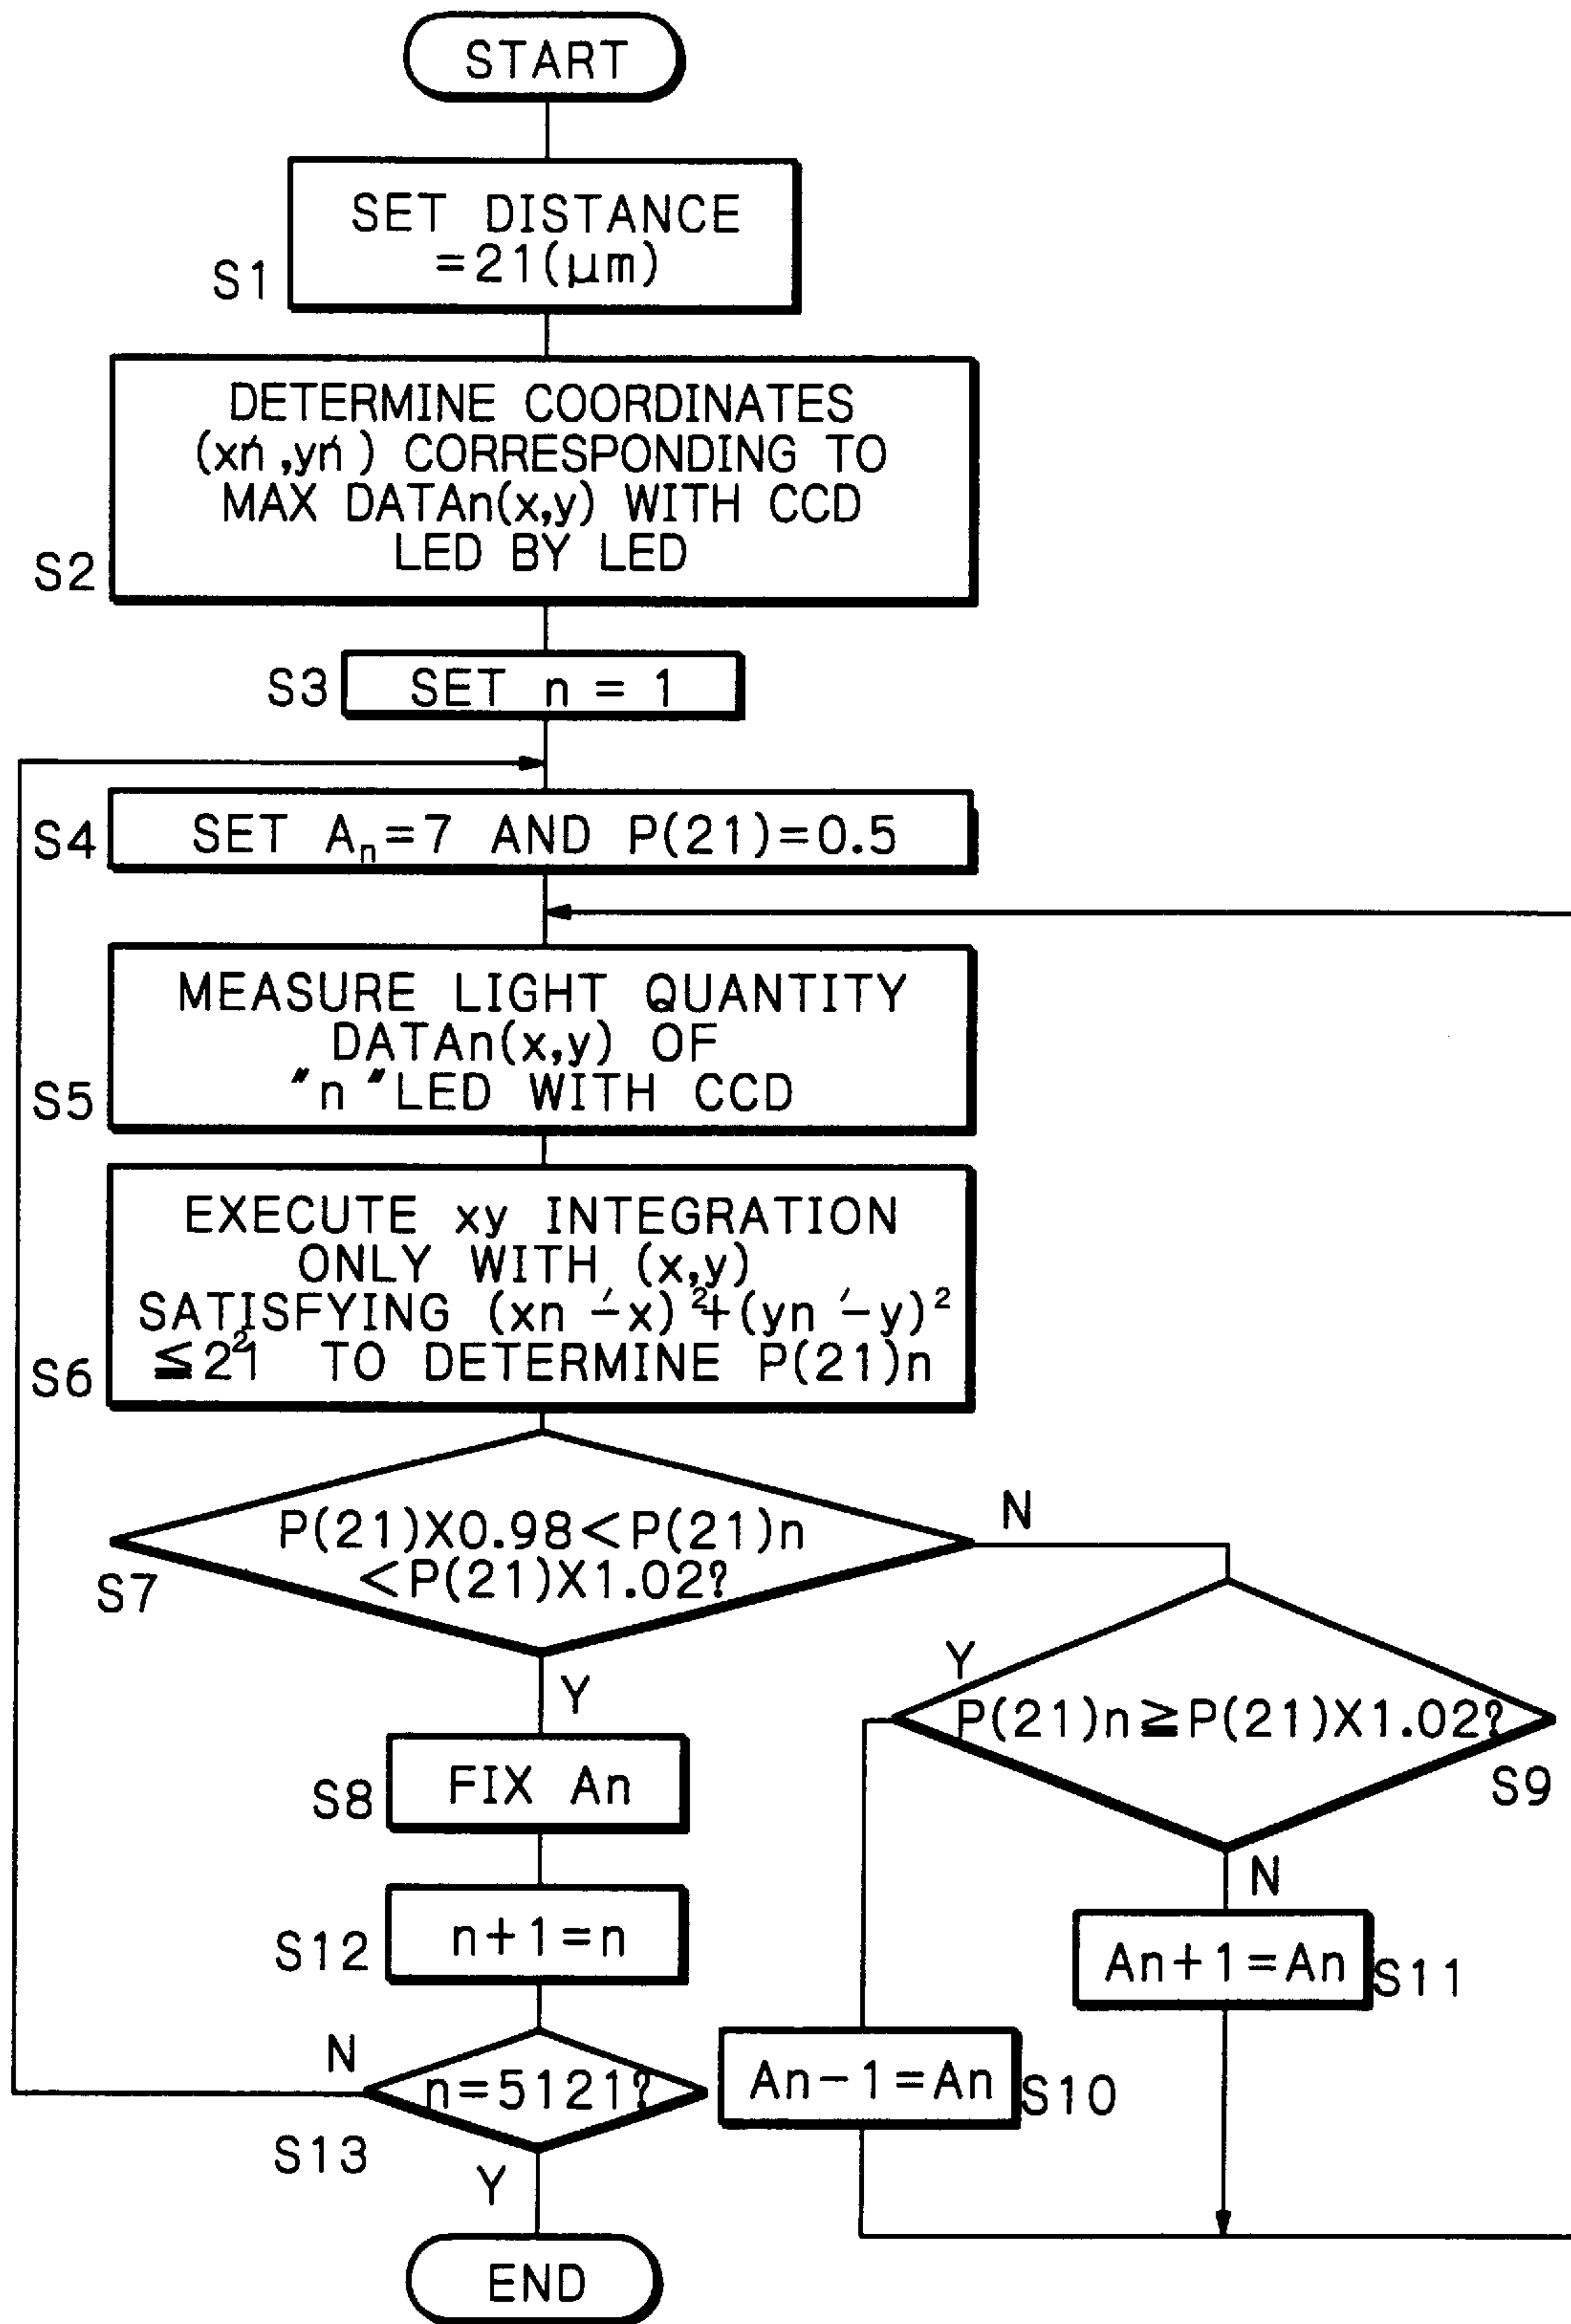 START
SET DISTANCE
=21(μm)
S1
DETERMINE COORDINATES
(xn',yn') CORRESPONDING TO
MAX DATAn(x,y) WITH CCD
LED BY LED
S2
S3
SET n = 1
S4
SET An=7 AND P(21)=0.5
MEASURE LIGHT QUANTITY
DATAn(x,y) OF
"n"LED WITH CCD
S5
EXECUTE xy INTEGRATION
ONLY WITH (x,y)
SATISFYING (xn'-x)²+(yn'-y)²
≦21² TO DETERMINE P(21)n
S6
P(21)X0.98<P(21)n
<P(21)X1.02?
S7
N
Y
Y
P(21)n≧P(21)X1.02?
S9
S8
FIX An
N
S12
n+1=n
An+1=An
S11
N
n=5121?
S13
An-1=An
S10
Y
END